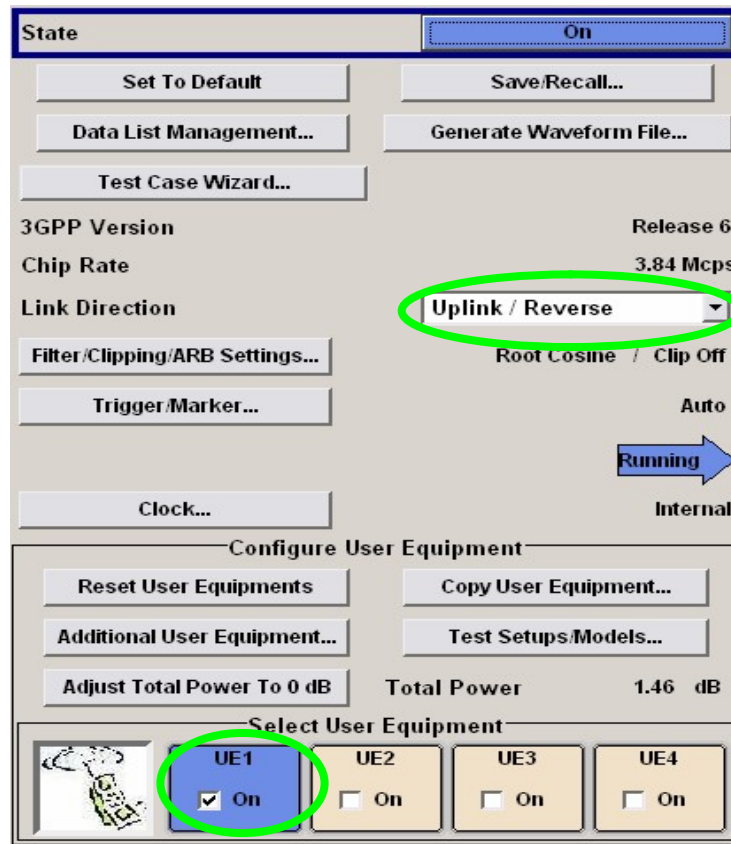 State On
Set To Default Save/Recall...
Data List Management... Generate Waveform File...
Test Case Wizard...
3GPP Version Release 6
Chip Rate 3.84 Mcps
Link Direction Uplink / Reverse
Filter/Clipping/ARB Settings... Root Cosine / Clip Off
Trigger/Marker... Auto
Running
Clock... Internal
Configure User Equipment
Reset User Equipments Copy User Equipment...
Additional User Equipment... Test Setups/Models...
Adjust Total Power To 0 dB Total Power 1.46 dB
Select User Equipment
UE1 UE2 UE3 UE4
On On On On